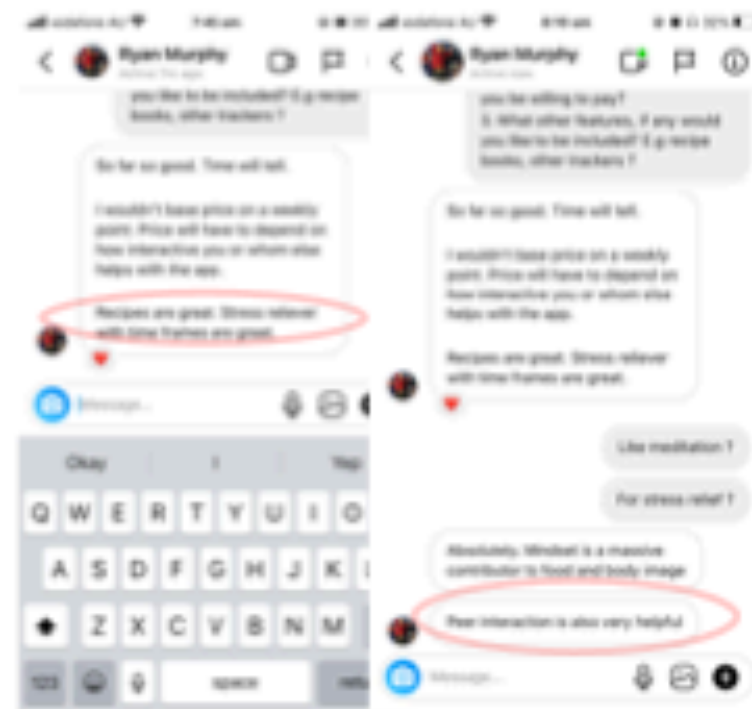 7:40 am
Ryan Murphy
you like to be included? E.g recipe
books, other trackers ?
So far so good. Time will tell.
I wouldn't base price on a weekly
point. Price will have to depend on
how interactive you or whom else
helps with the app.
Recipes are great. Stress reliever
with time frames are great.
Message...
Okay
I
Yep
Q W E R T Y U I O
A S D F G H J K
Z X C V B N M
123
space
Ryan Murphy
you be willing to pay?
3. What other features, if any would
you like to be included? E.g recipe
books, other trackers ?
So far so good. Time will tell.
I wouldn't base price on a weekly
point. Price will have to depend on
how interactive you or whom else
helps with the app.
Recipes are great. Stress reliever
with time frames are great.
Like meditation ?
For stress relief ?
Absolutely. Mindset is a massive
contributor to food and body image
Peer interaction is also very helpful
Message...